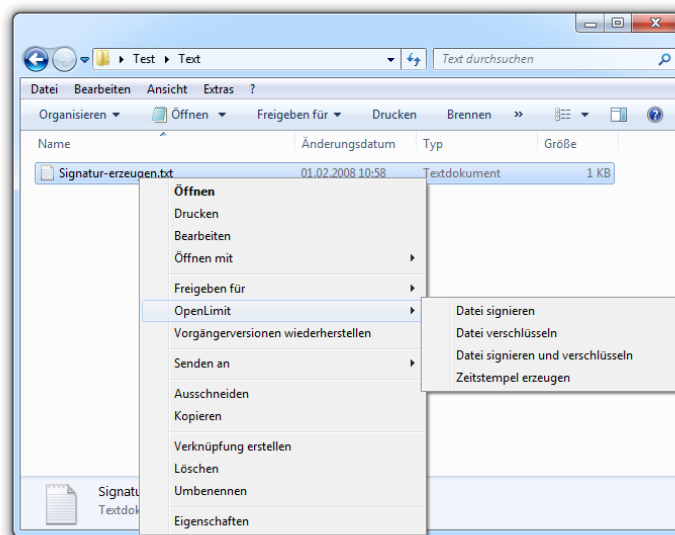 Test Text
Text durchsuchen
Datei Bearbeiten Ansicht Extras ?
Organisieren Öffnen Freigeben für Drucken Brennen »
Name Änderungsdatum Typ Größe
Signatur-erzeugen.txt 01.02.2008 10:58 Textdokument 1 KB
Öffnen
Drucken
Bearbeiten
Öffnen mit
Freigeben für
OpenLimit
Vorgängerversionen wiederherstellen
Senden an
Ausschneiden
Kopieren
Verknüpfung erstellen
Löschen
Umbenennen
Eigenschaften
Datei signieren
Datei verschlüsseln
Datei signieren und verschlüsseln
Zeitstempel erzeugen
Signatu
Textdok